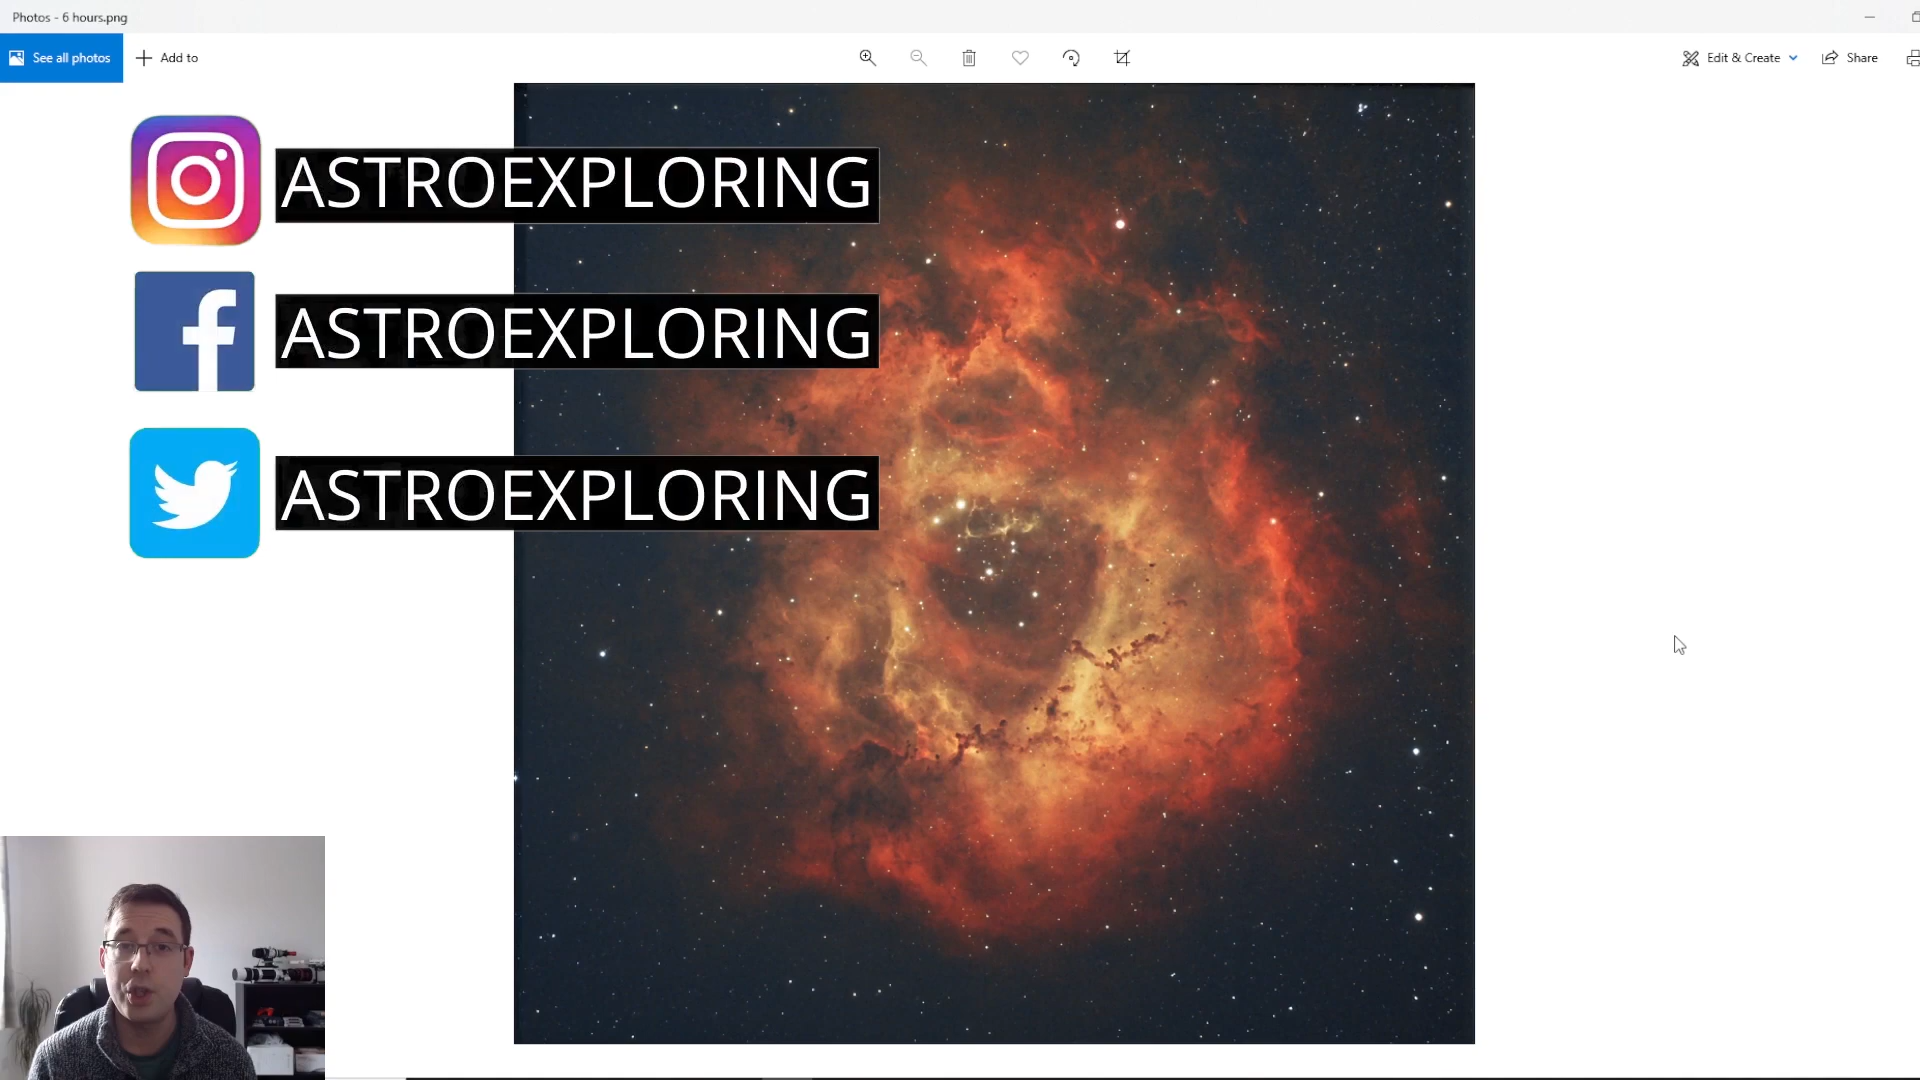 Photos - 6 hours.png
See all photos
Add to
Edit & Create
Share
ASTROEXPLORING
ASTROEXPLORING
ASTROEXPLORING